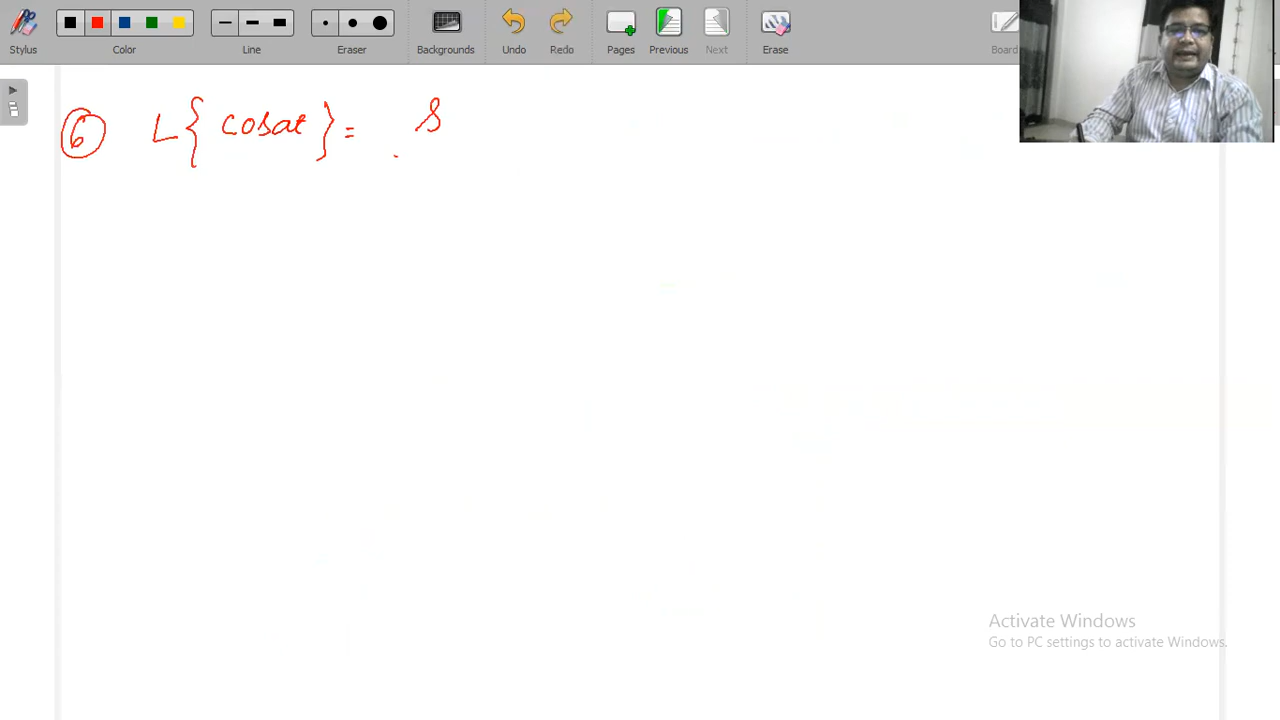 Stylus Color Line Eraser Backgrounds Undo Redo Pages Previous Next Erase Board
⑥ L{cosat} = s
Activate Windows
Go to PC settings to activate Windows.